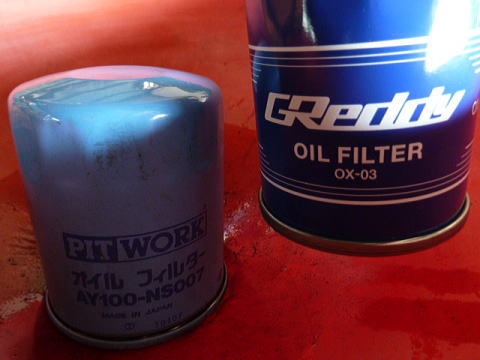 PITWORK
オイル フィルター
AY100-NS007
MADE IN JAPAN
GReddy
OIL FILTER
OX-03